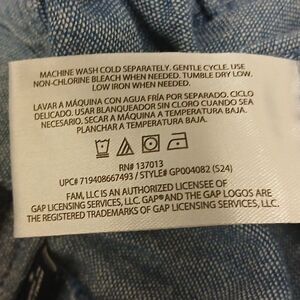 MACHINE WASH COLD SEPARATELY. GENTLE CYCLE. USE
NON-CHLORINE BLEACH WHEN NEEDED. TUMBLE DRY LOW.
LOW IRON WHEN NEEDED.
LAVAR A MÁQUINA CON AGUA FRÍA POR SEPARADO. CICLO
DELICADO. USAR BLANQUEADOR SIN CLORO CUANDO SEA
NECESARIO. SECAR A MÁQUINA A TEMPERATURA BAJA.
PLANCHAR A TEMPERATURA BAJA.
RN# 137013
UPC# 719408667493 / STYLE# GP004082 (S24)
FAM, LLC IS AN AUTHORIZED LICENSEE OF
GAP LICENSING SERVICES, LLC. GAP® AND THE GAP LOGOS ARE
THE REGISTERED TRADEMARKS OF GAP LICENSING SERVICES, LLC.